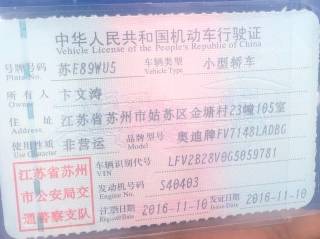 中华人民共和国机动车行驶证
Vehicle License of the People's Republic of China
号牌号码 苏E89WU5 车辆类型 小型轿车
Plate No. Vehicle Type
所有人 卞文涛
Owner
住址 江苏省苏州市姑苏区金塘村23幢105室
Address
使用性质 非营运 品牌型号 奥迪牌FV7148LADBG
Use Character Model
江苏省苏州市公安局交通警察支队
车辆识别代号 LFV2B28V0G5059781
VIN
发动机号码 S40403
Engine No.
注册日期 2016-11-10 发证日期 2016-11-10
Register Date Issue Date